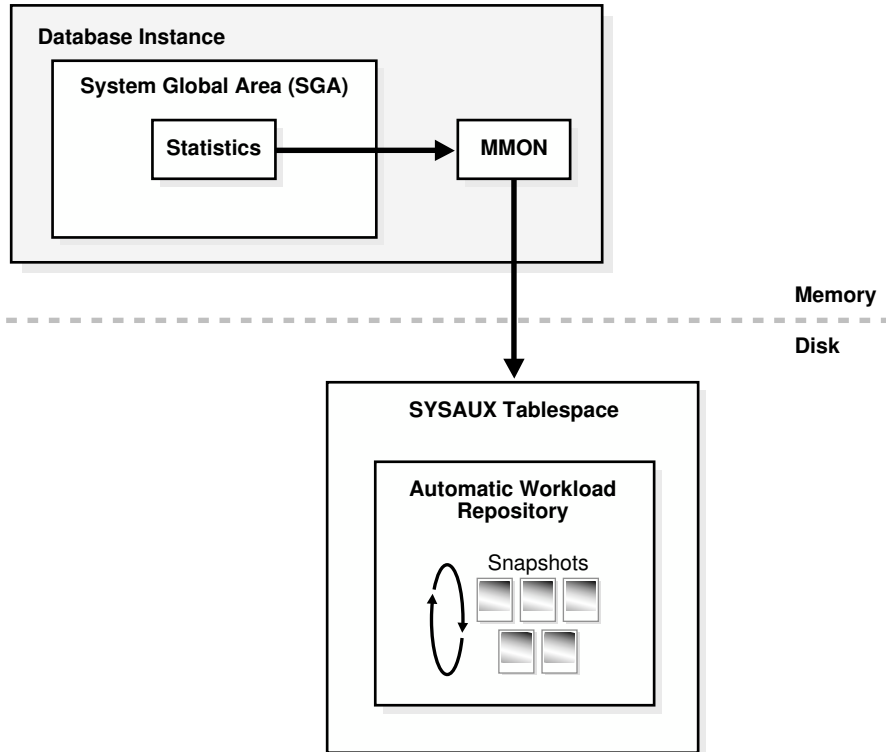 Database Instance
System Global Area (SGA)
Statistics
MMON
Memory
Disk
SYSAUX Tablespace
Automatic Workload
Repository
Snapshots